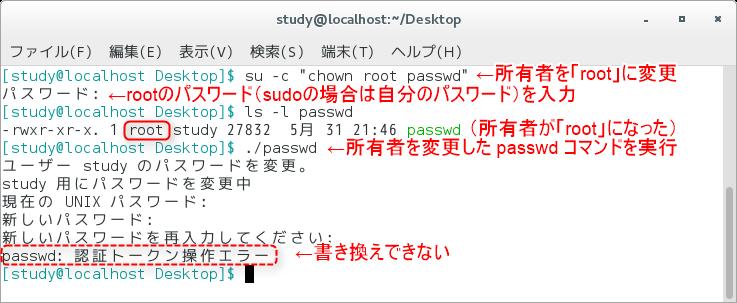 study@localhost:~/Desktop
ファイル(F) 編集(E) 表示(V) 検索(S) 端末(T) ヘルプ(H)
[study@localhost Desktop]$ su -c "chown root passwd" ←所有者を「root」に変更
パスワード: ←rootのパスワード(sudoの場合は自分のパスワード)を入力
[study@localhost Desktop]$ ls -l passwd
-rwxr-xr-x. 1 root study 27832 5月 31 21:46 passwd (所有者が「root」になった)
[study@localhost Desktop]$ ./passwd ←所有者を変更した passwd コマンドを実行
ユーザー study のパスワードを変更。
study 用にパスワードを変更中
現在の UNIX パスワード:
新しいパスワード:
新しいパスワードを再入力してください:
passwd: 認証トークン操作エラー ←書き換えできない
[study@localhost Desktop]$